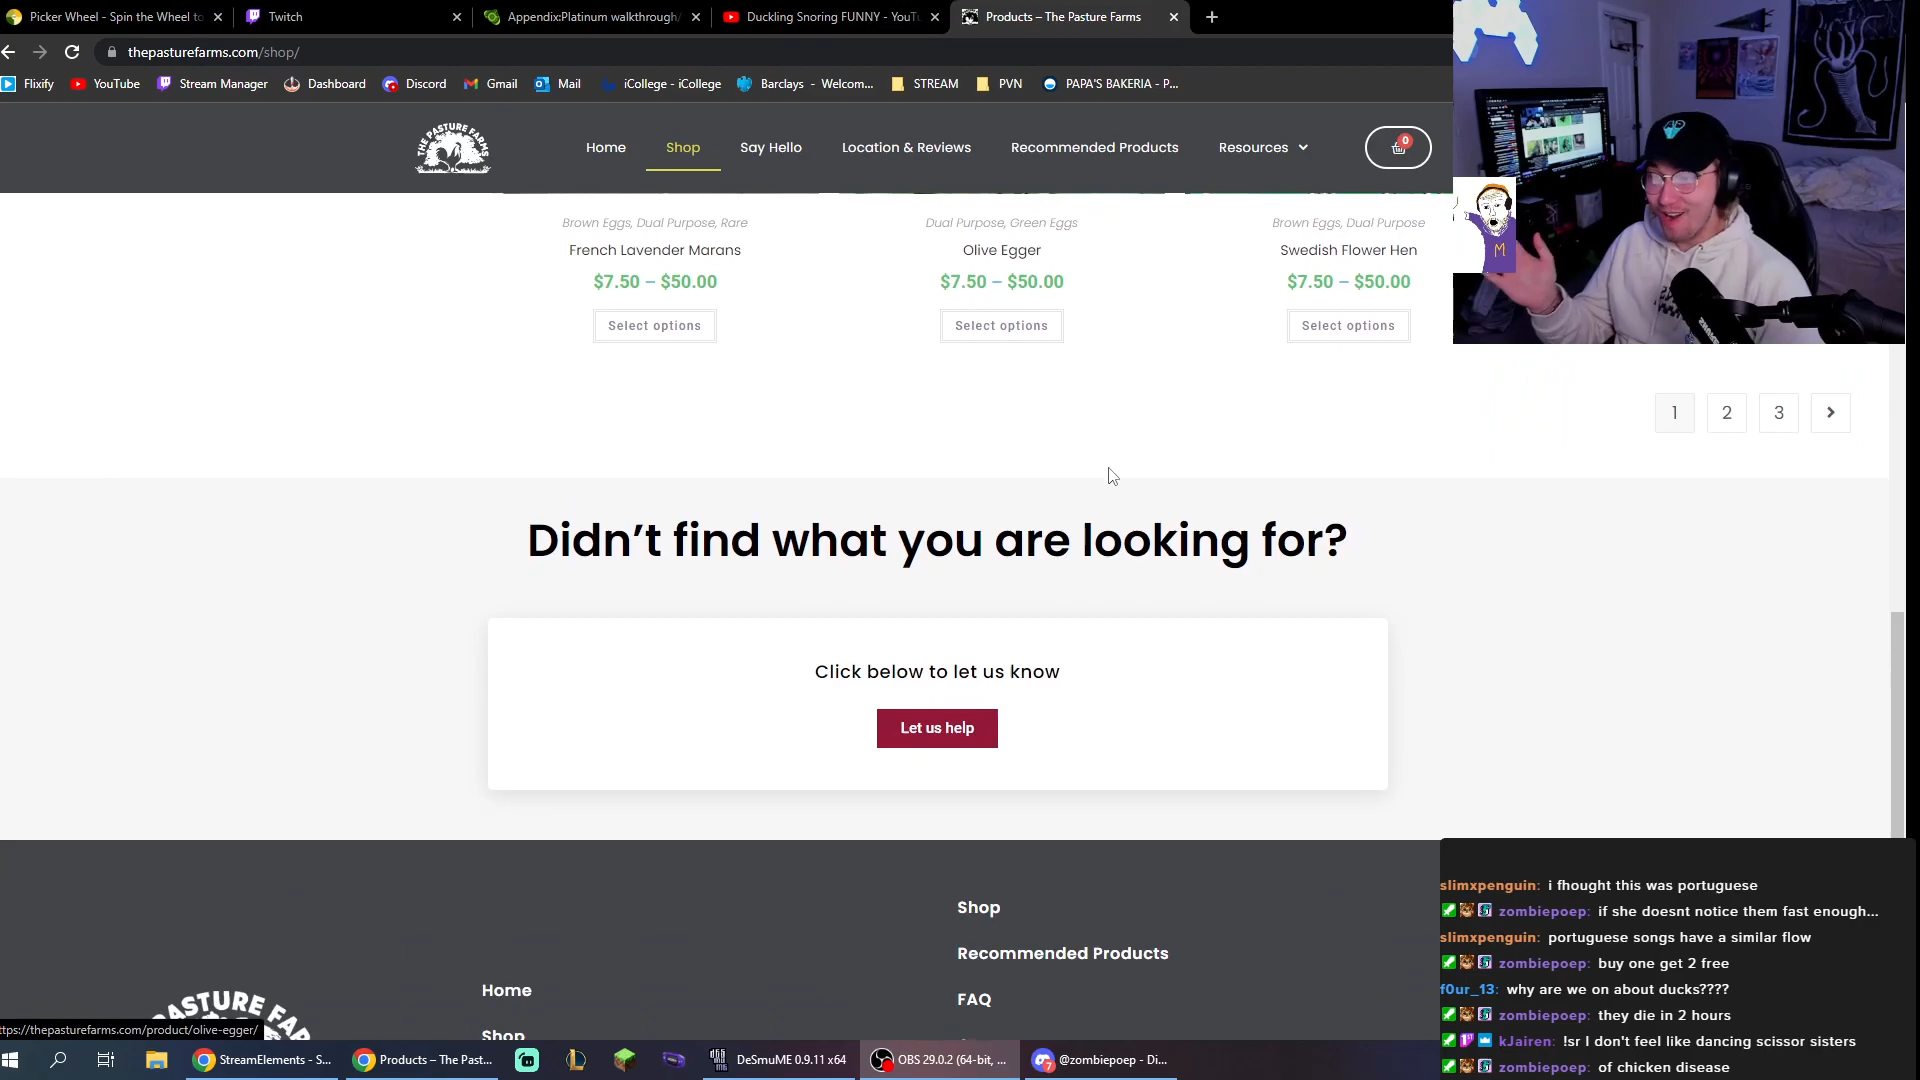 Picker Wheel - Spin the Wheel to
Twitch
Appendix:Platinum walkthrough/
Duckling Snoring FUNNY - YouTu
Products – The Pasture Farms
thepasturefarms.com/shop/
Flixify
YouTube
Stream Manager
Dashboard
Discord
Gmail
Mail
iCollege - iCollege
Barclays - Welcom...
STREAM
PVN
PAPA'S BAKERIA - P...
THE PASTURE FARMS
Home
Shop
Say Hello
Location & Reviews
Recommended Products
Resources
0
Brown Eggs, Dual Purpose, Rare
French Lavender Marans
$7.50 – $50.00
Select options
Dual Purpose, Green Eggs
Olive Egger
$7.50 – $50.00
Select options
Brown Eggs, Dual Purpose
Swedish Flower Hen
$7.50 – $50.00
Select options
M
1
2
3
Didn't find what you are looking for?
Click below to let us know
Let us help
Shop
Recommended Products
FAQ
Home
Shop
PASTURE FAR
ttps://thepasturefarms.com/product/olive-egger/
slimxpenguin: i fhought this was portuguese
zombiepoep: if she doesnt notice them fast enough...
slimxpenguin: portuguese songs have a similar flow
zombiepoep: buy one get 2 free
f0ur_13: why are we on about ducks????
zombiepoep: they die in 2 hours
kJairen: !sr I don't feel like dancing scissor sisters
zombiepoep: of chicken disease
StreamElements - S...
Products – The Past...
DeSmuME 0.9.11 x64
OBS 29.0.2 (64-bit, ...
@zombiepoep - Di...